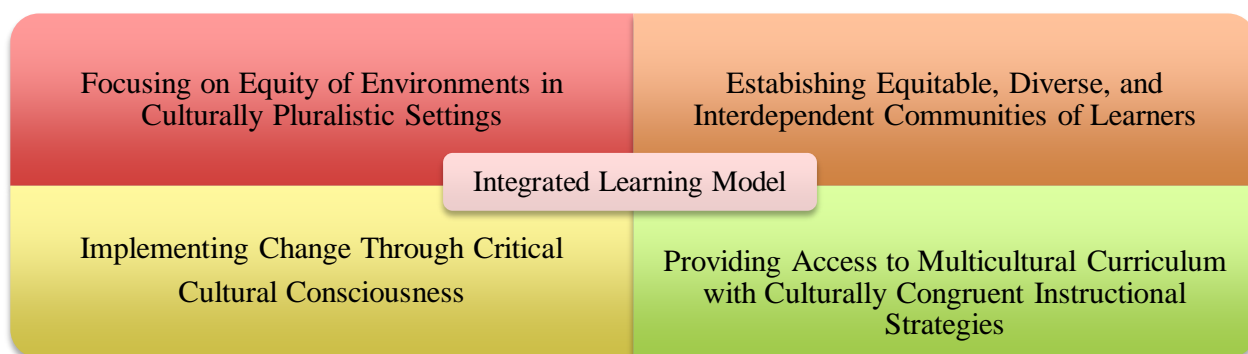 Focusing on Equity of Environments in
Culturally Pluralistic Settings
Estabishing Equitable, Diverse, and
Interdependent Communities of Learners
Integrated Learning Model
Implementing Change Through Critical
Cultural Consciousness
Providing Access to Multicultural Curriculum
with Culturally Congruent Instructional
Strategies